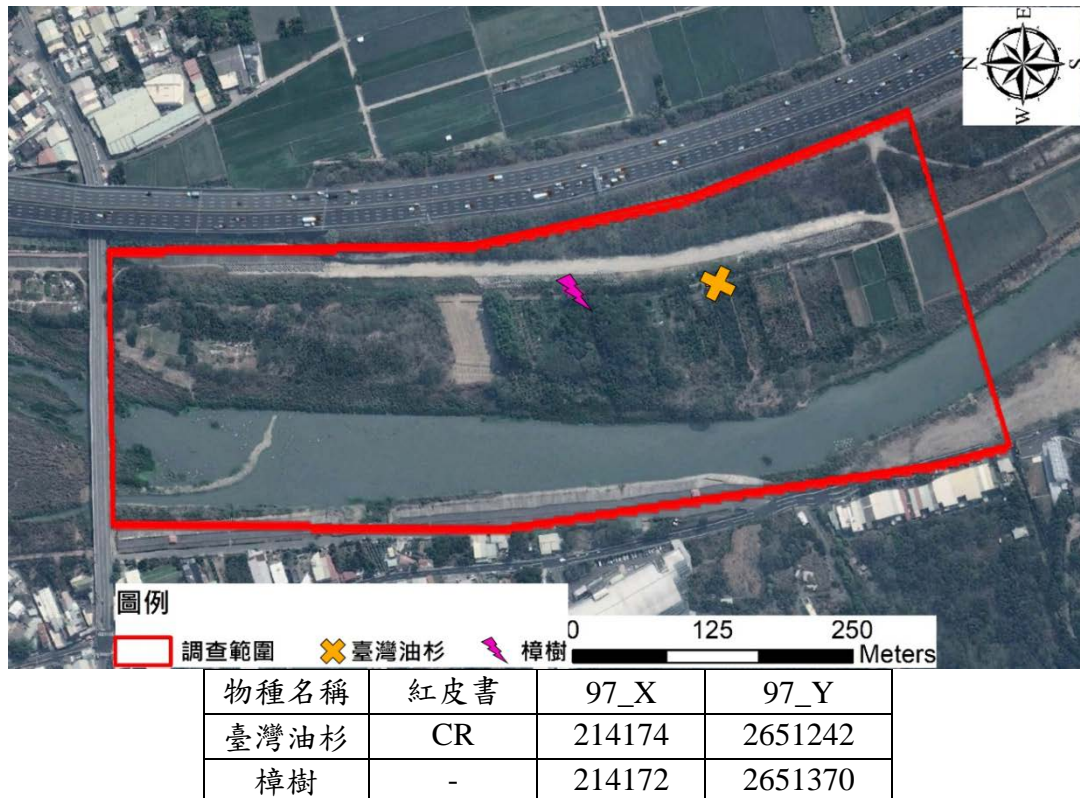 E
N
S
W
圖例
調查範圍 臺灣油杉 樟樹
0 125 250
Meters
物種名稱 紅皮書 97_X 97_Y
臺灣油杉 CR 214174 2651242
樟樹 - 214172 2651370